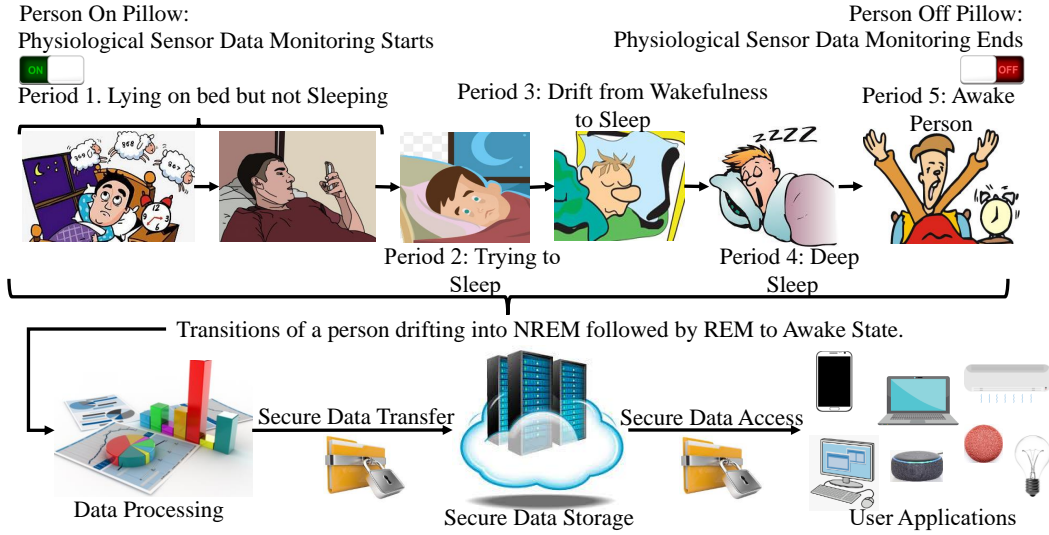 Person On Pillow:
Physiological Sensor Data Monitoring Starts
ON
Person Off Pillow:
Physiological Sensor Data Monitoring Ends
OFF
Period 1. Lying on bed but not Sleeping
Period 3: Drift from Wakefulness
to Sleep
Period 5: Awake
Person
zzzz
12
6
Period 2: Trying to
Sleep
Period 4: Deep
Sleep
Transitions of a person drifting into NREM followed by REM to Awake State.
Secure Data Transfer
Secure Data Access
Data Processing
Secure Data Storage
User Applications